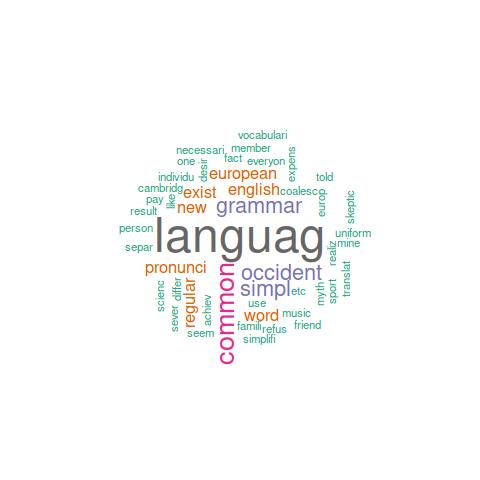 vocabulari
necessari member
one desir fact everyon expens
individu european told
cambridg exist english coalesc europ skeptic
pay like new grammar
result
person languag uniform
separ realiz mine
pronunci occident translat
scienc differ regular common simpl etc myth sport
sever achiev use
word music
seem famili refus friend
simplifi